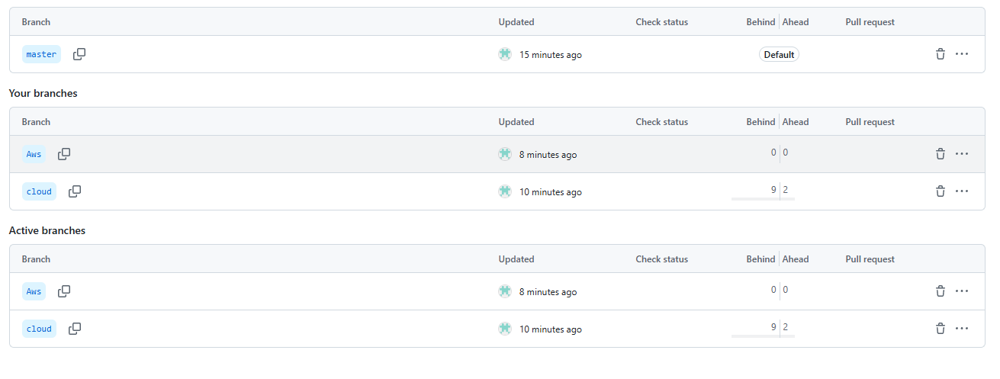 Branch Updated Check status Behind Ahead Pull request
master 15 minutes ago Default
Your branches
Branch Updated Check status Behind Ahead Pull request
Aws 8 minutes ago 0 0
cloud 10 minutes ago 9 2
Active branches
Branch Updated Check status Behind Ahead Pull request
Aws 8 minutes ago 0 0
cloud 10 minutes ago 9 2